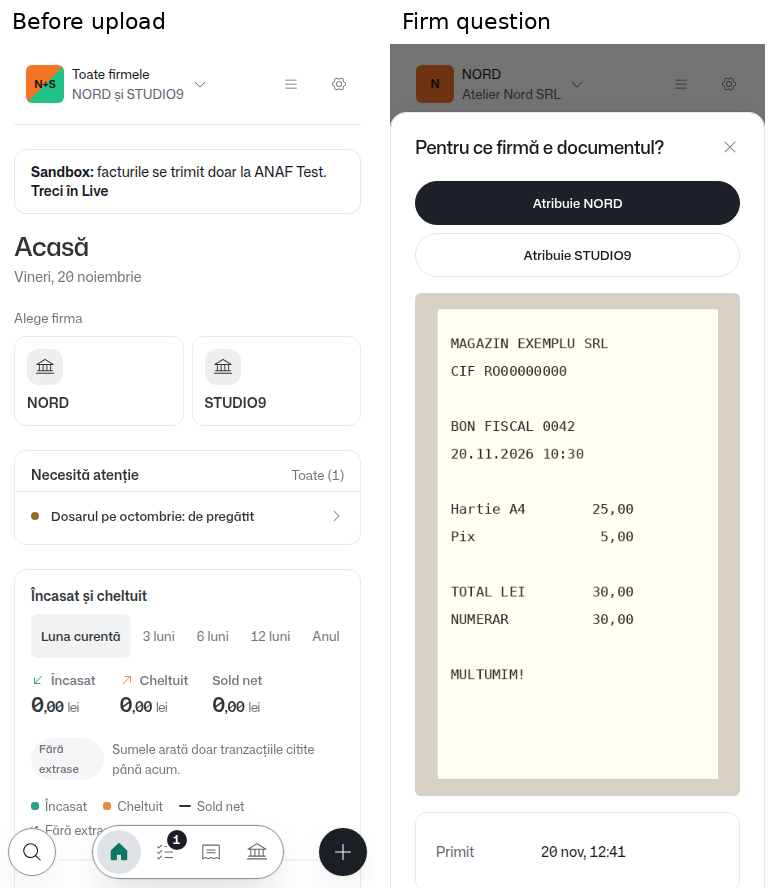 Before upload
N+S
Toate firmele
NORD și STUDIO9
Sandbox: facturile se trimit doar la ANAF Test.
Treci în Live
Acasă
Vineri, 20 noiembrie
Alege firma
NORD
STUDIO9
Necesită atenție
Toate (1)
Dosarul pe octombrie: de pregătit
Încasat și cheltuit
Luna curentă
3 luni
6 luni
12 luni
Anul
Încasat
Cheltuit
Sold net
0,00 lei
0,00 lei
0,00 lei
Fără
extrase
Sumele arată doar tranzacțiile citite
până acum.
Încasat
Cheltuit
Sold net
Fără
1
Firm question
N
NORD
Atelier Nord SRL
Pentru ce firmă e documentul?
Atribuie NORD
Atribuie STUDIO9
MAGAZIN EXEMPLU SRL
CIF RO00000000
BON FISCAL 0042
20.11.2026 10:30
Hartie A4 25,00
Pix 5,00
TOTAL LEI 30,00
NUMERAR 30,00
MULTUMIM!
Primit
20 nov, 12:41